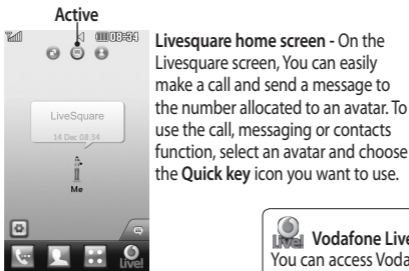 Active
08:34
Livesquare home screen - On the
Livesquare screen, You can easily
make a call and send a message to
the number allocated to an avatar. To
use the call, messaging or contacts
function, select an avatar and choose
the Quick key icon you want to use.
LiveSquare
14 Dec 08:34
Me
live!
live! Vodafone Live
You can access Voda